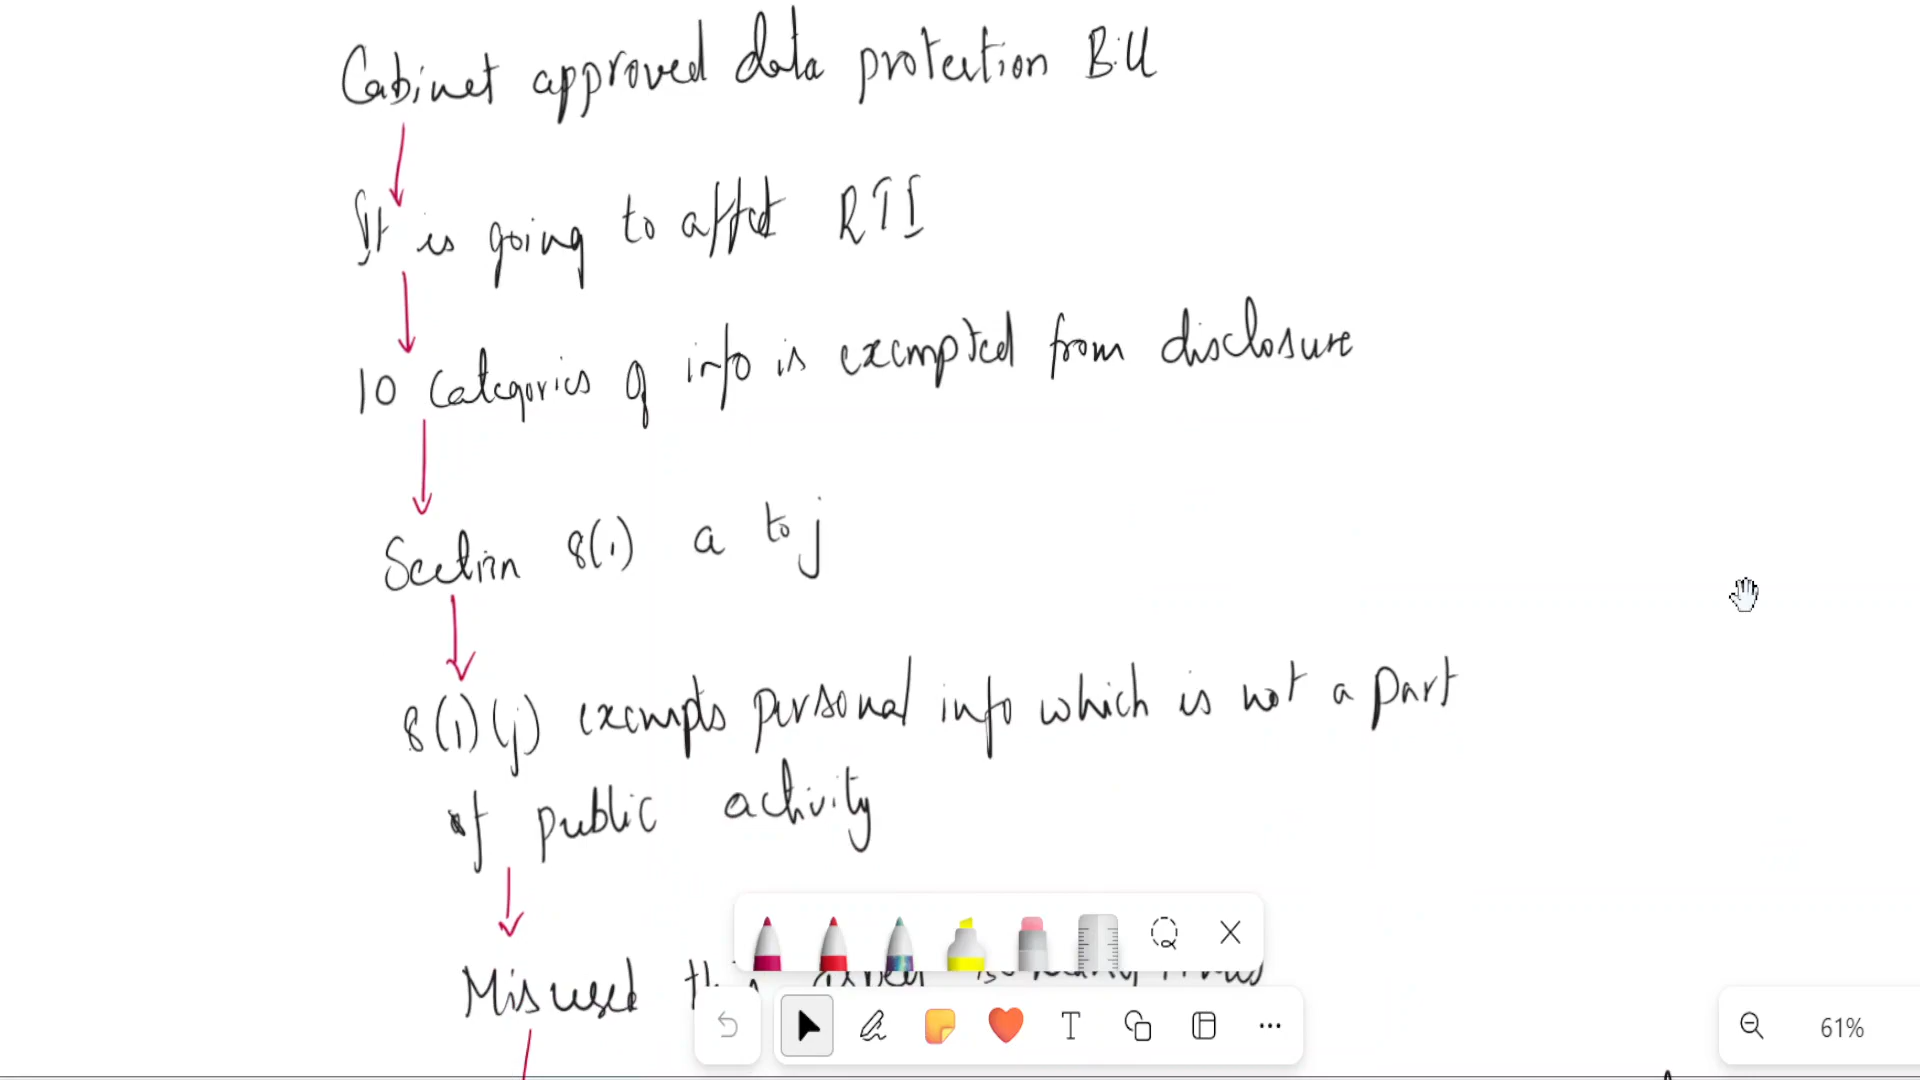 Cabinet approved data protection Bill
It is going to affect RTI
10 Categories of info is exempted from disclosure
Section 8(1) a to j
8(1)(j) exempts personal info which is not a part
of public activity
Misused
61%